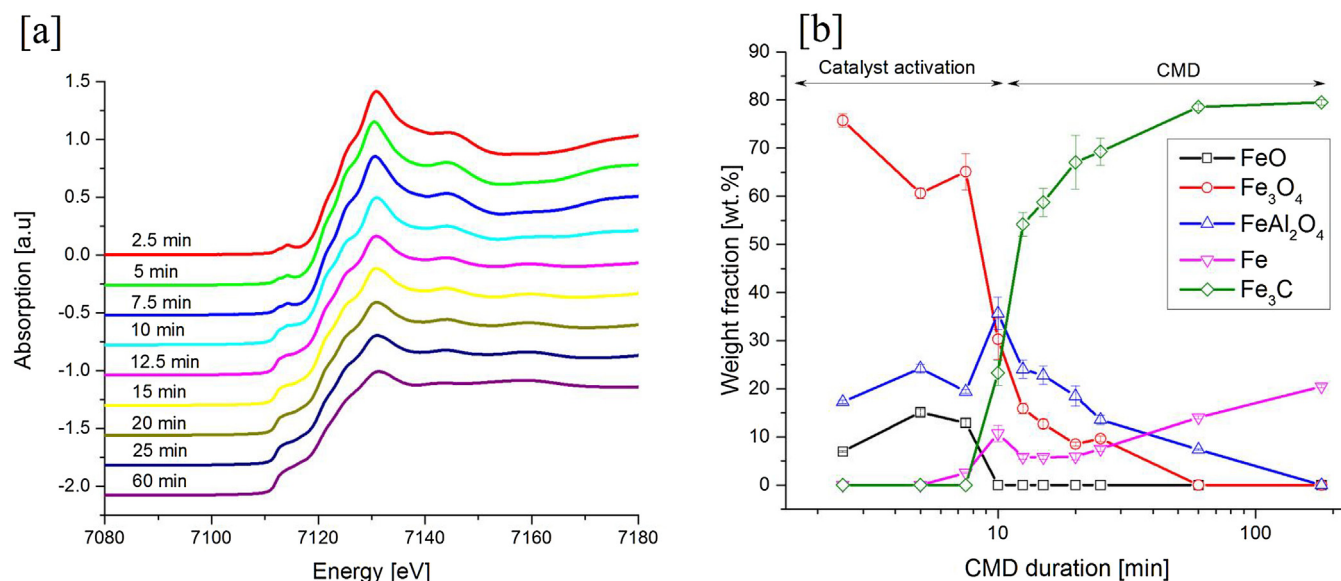 [a]
1.5
1.0
0.5
0.0
-0.5
-1.0
-1.5
-2.0
Absorption [a.u]
2.5 min
5 min
7.5 min
10 min
12.5 min
15 min
20 min
25 min
60 min
7080 7100 7120 7140 7160 7180
Energy [eV]
[b]
90
80
70
60
50
40
30
20
10
0
Weight fraction [wt.%]
Catalyst activation CMD
FeO
Fe₃O₄
FeAl₂O₄
Fe
Fe₃C
10 100
CMD duration [min]